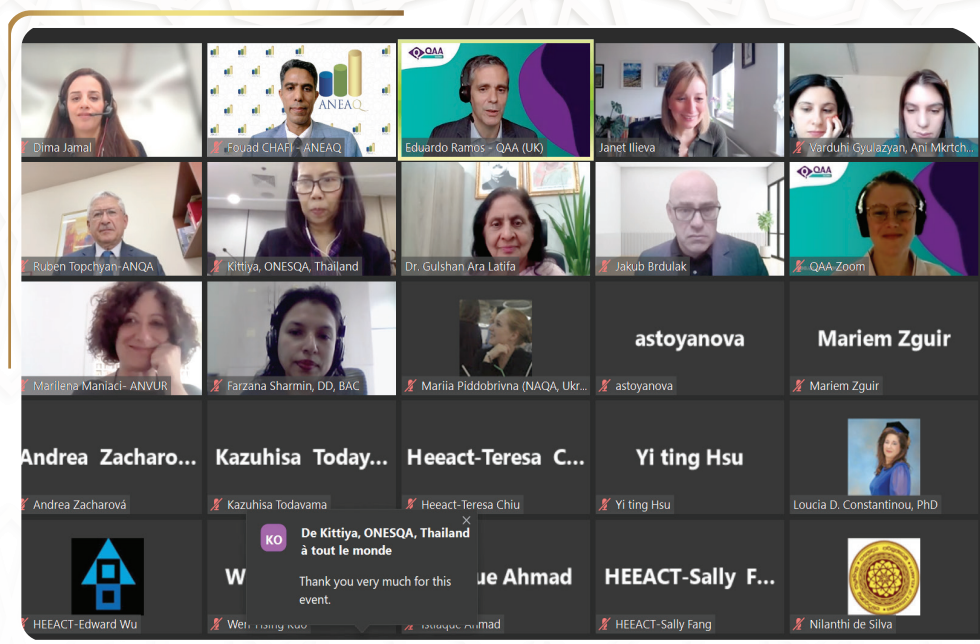 Dima Jamal
ANEAQ
Fouad CHAFI - ANEAQ
QAA
Eduardo Ramos - QAA (UK)
Janet Ilieva
Varduhi Gyulazyan, Ani Mkrtch...
Ruben Topchyan-ANQA
Kittiya, ONESQA, Thailand
Dr. Gulshan Ara Latifa
Jakub Brdulak
QAA
QAA Zoom
Marilena Maniaci- ANVUR
Farzana Sharmin, DD, BAC
Mariia Piddobrivna (NAQA, Ukr...
astoyanova
astoyanova
Mariem Zguir
Mariem Zguir
Andrea Zacharo...
Andrea Zacharová
Kazuhisa Today...
Kazuhisa Todayama
Heeact-Teresa C...
Heeact-Teresa Chiu
Yi ting Hsu
Yi ting Hsu
Loucia D. Constantinou, PhD
HEEACT-Edward Wu
KO
De Kittiya, ONESQA, Thailand
à tout le monde
Thank you very much for this
event.
Ahmad
HEEACT-Sally F...
HEEACT-Sally Fang
Nilanthi de Silva